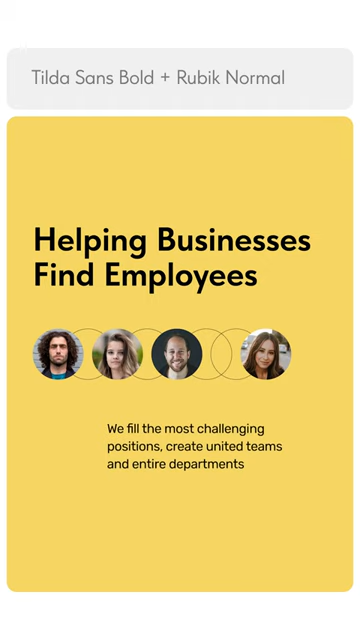 Tilda Sans Bold + Rubik Normal
Helping Businesses
Find Employees
We fill the most challenging
positions, create united teams
and entire departments